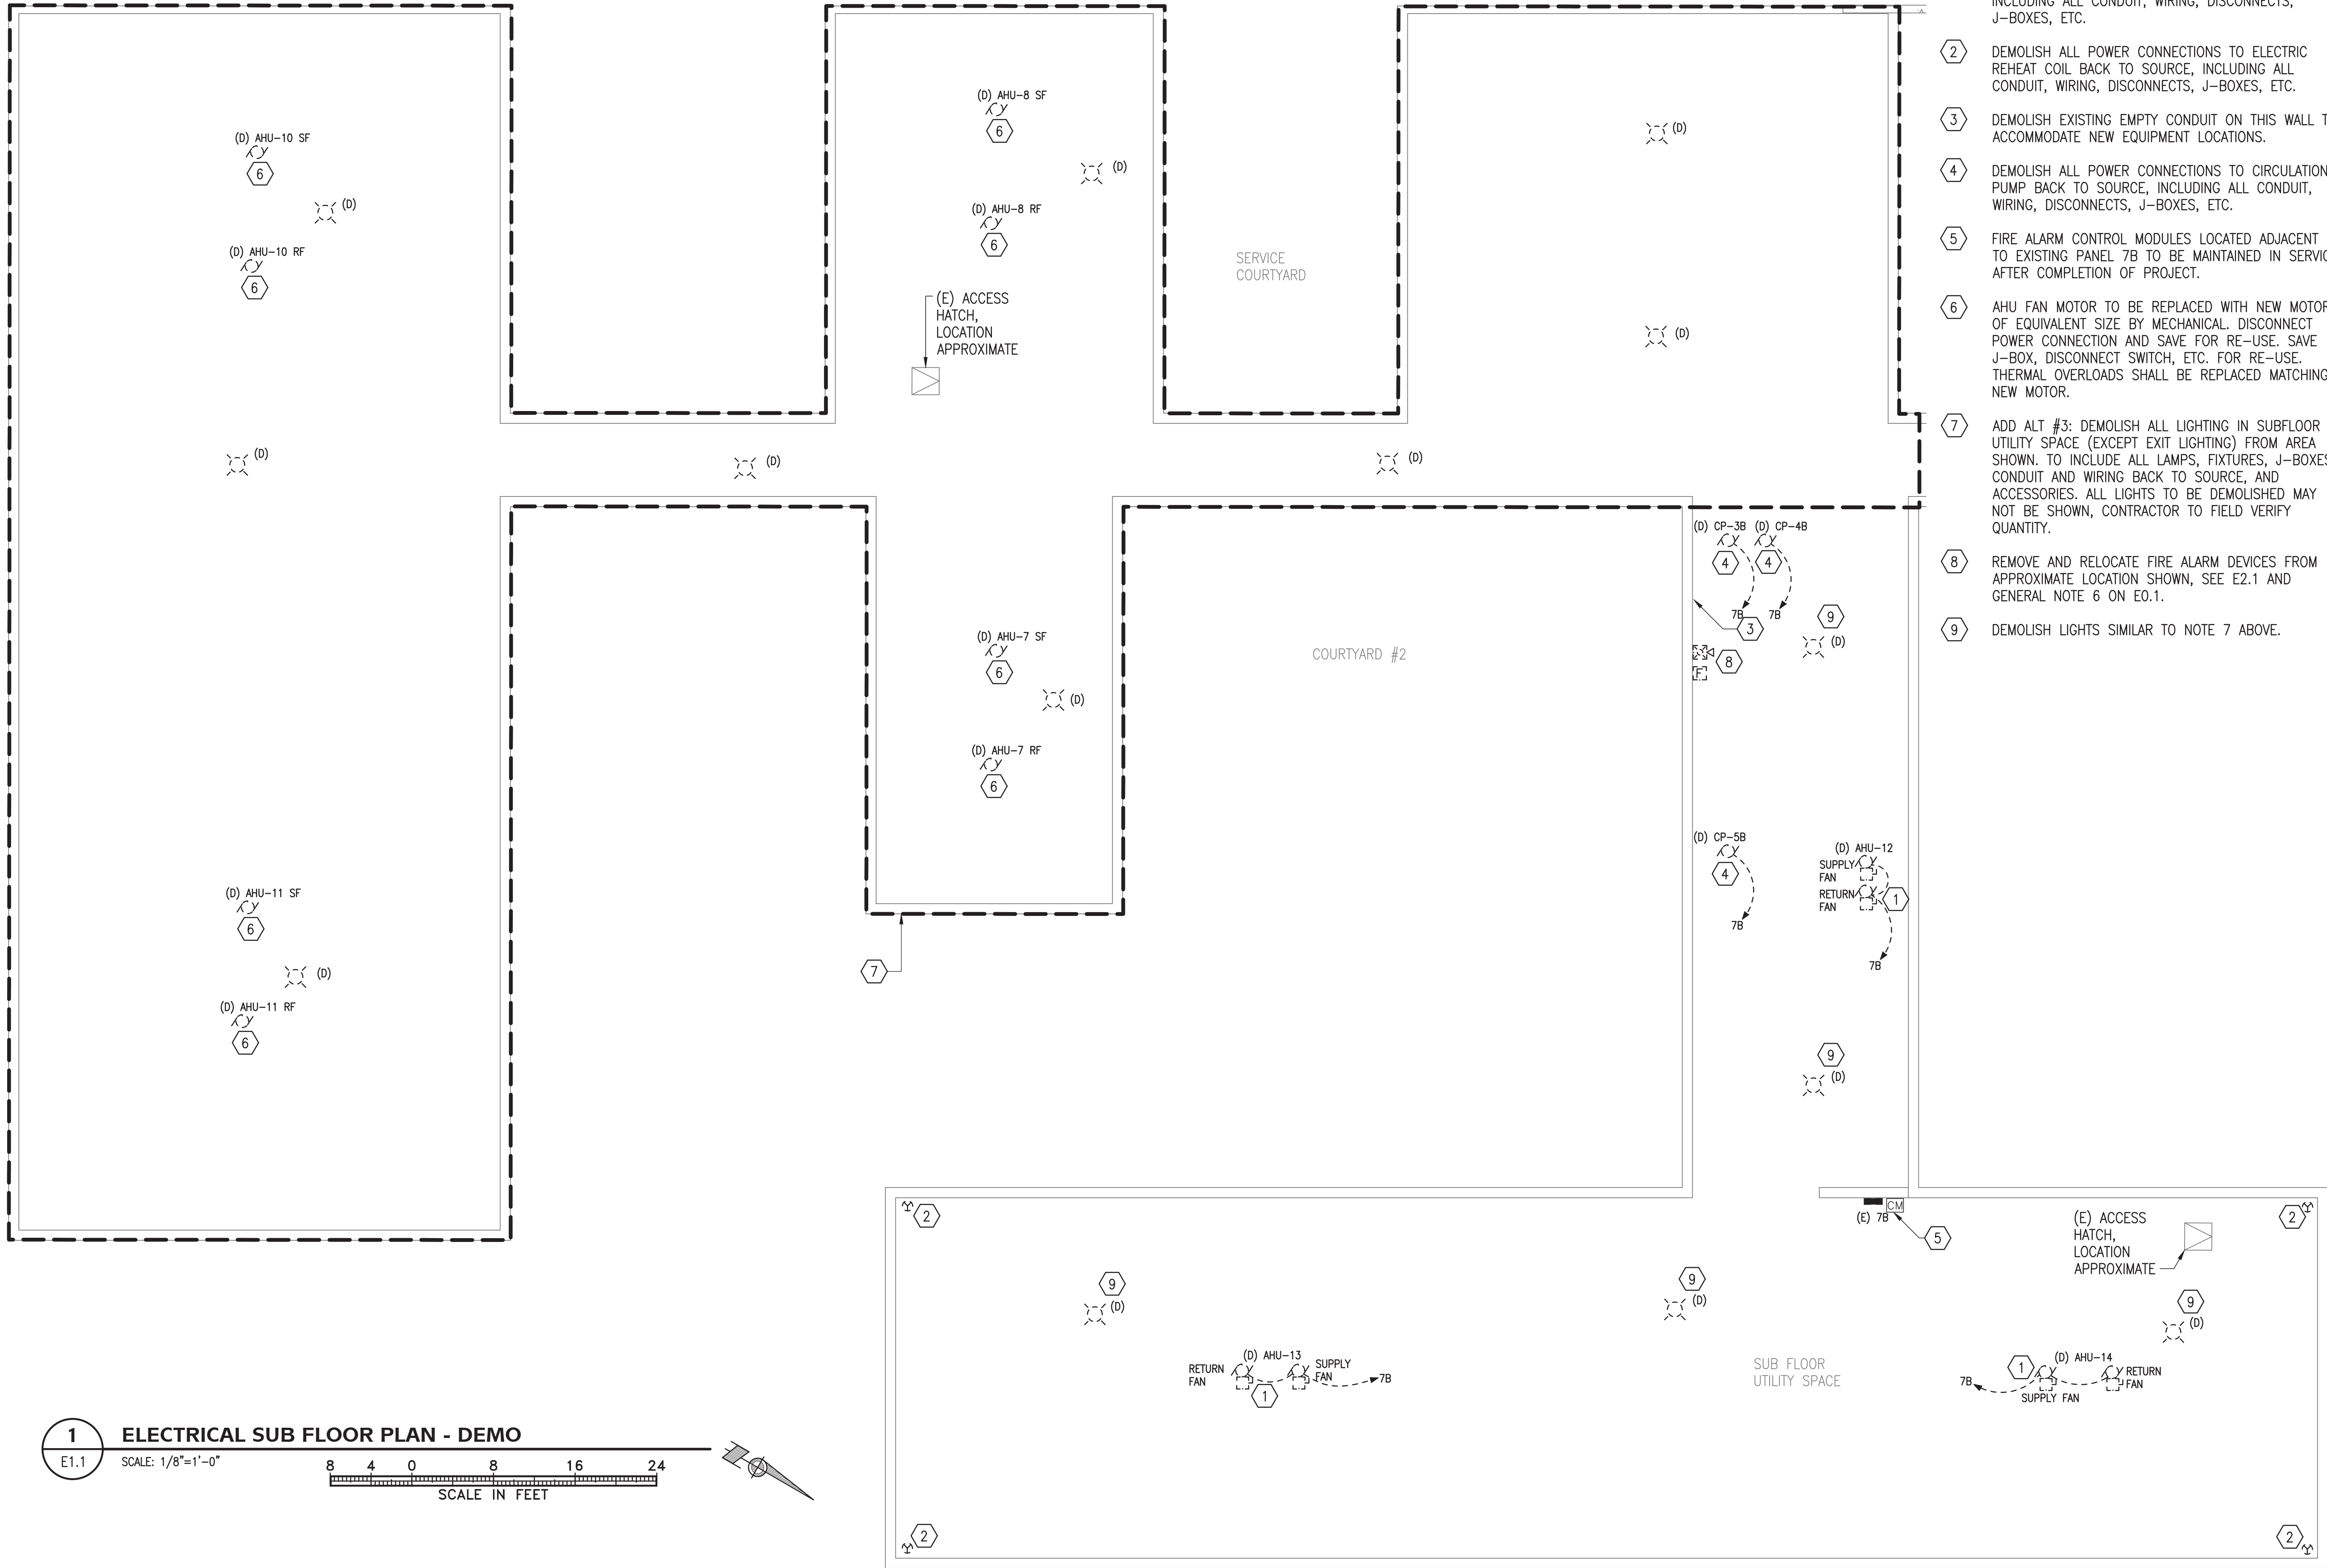 INCLUDING ALL CONDUIT, WIRING, DISCONNECTS,
J-BOXES, ETC.
2 DEMOLISH ALL POWER CONNECTIONS TO ELECTRIC
REHEAT COIL BACK TO SOURCE, INCLUDING ALL
CONDUIT, WIRING, DISCONNECTS, J-BOXES, ETC.
3 DEMOLISH EXISTING EMPTY CONDUIT ON THIS WALL
ACCOMMODATE NEW EQUIPMENT LOCATIONS.
4 DEMOLISH ALL POWER CONNECTIONS TO CIRCULATION
PUMP BACK TO SOURCE, INCLUDING ALL CONDUIT,
WIRING, DISCONNECTS, J-BOXES, ETC.
5 FIRE ALARM CONTROL MODULES LOCATED ADJACENT
TO EXISTING PANEL 7B TO BE MAINTAINED IN
AFTER COMPLETION OF PROJECT.
6 AHU FAN MOTOR TO BE REPLACED WITH NEW MOTOR
OF EQUIVALENT SIZE BY MECHANICAL. DISCONNECT
POWER CONNECTION AND SAVE FOR RE-USE. SAVE
J-BOX, DISCONNECT SWITCH, ETC. FOR RE-USE.
THERMAL OVERLOADS SHALL BE REPLACED MATCHING
NEW MOTOR.
7 ADD ALT #3: DEMOLISH ALL LIGHTING IN SUBFLOOR
UTILITY SPACE (EXCEPT EXIT LIGHTING) FROM AREA
SHOWN. TO INCLUDE ALL LAMPS, FIXTURES, J-BOXES
CONDUIT AND WIRING BACK TO SOURCE, AND
ACCESSORIES. ALL LIGHTS TO BE DEMOLISHED MAY
NOT BE SHOWN, CONTRACTOR TO FIELD VERIFY
QUANTITY.
8 REMOVE AND RELOCATE FIRE ALARM DEVICES FROM
APPROXIMATE LOCATION SHOWN, SEE E2.1 AND
GENERAL NOTE 6 ON E0.1.
9 DEMOLISH LIGHTS SIMILAR TO NOTE 7 ABOVE.
(D) AHU-10 SF
6
(D)
(D) AHU-10 RF
6
(D)
(D) AHU-11 SF
6
(D)
(D) AHU-11 RF
6
(D)
(D) AHU-8 SF
6
(D)
(D) AHU-8 RF
6
(E) ACCESS
HATCH,
LOCATION
APPROXIMATE
SERVICE
COURTYARD
(D)
(D)
(D)
(D) AHU-7 SF
6
(D)
(D) AHU-7 RF
6
7
COURTYARD #2
(D) CP-3B
4
7B
(D) CP-4B
4
7B
3
9
(D)
8
F
(D) CP-5B
4
7B
(D) AHU-12
SUPPLY
FAN
RETURN
FAN
1
7B
9
(D)
(E) 7B
CM
5
(E) ACCESS
HATCH,
LOCATION
APPROXIMATE
2
2
9
(D)
9
(D)
9
(D)
(D) AHU-13
RETURN
FAN
SUPPLY
FAN
7B
1
SUB FLOOR
UTILITY SPACE
(D) AHU-14
1
7B
RETURN
FAN
SUPPLY FAN
2
2
1
E1.1
ELECTRICAL SUB FLOOR PLAN - DEMO
SCALE: 1/8"=1'-0"
8 4 0 8 16 24
SCALE IN FEET